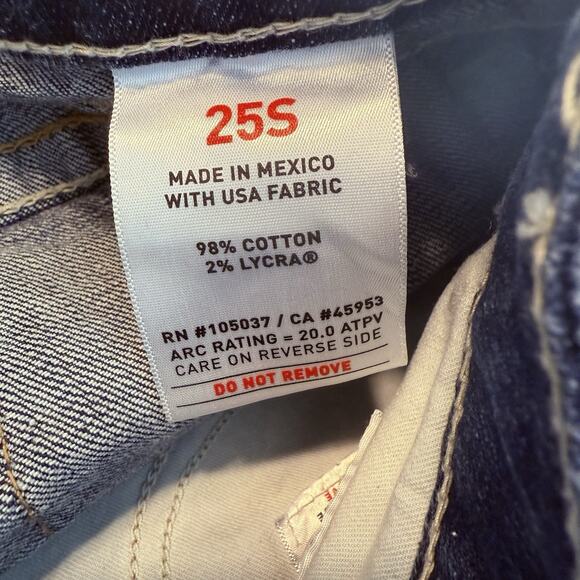 25S
MADE IN MEXICO
WITH USA FABRIC
98% COTTON
2% LYCRA®
RN #105037 / CA #45953
ARC RATING = 20.0 ATPV
CARE ON REVERSE SIDE
DO NOT REMOVE